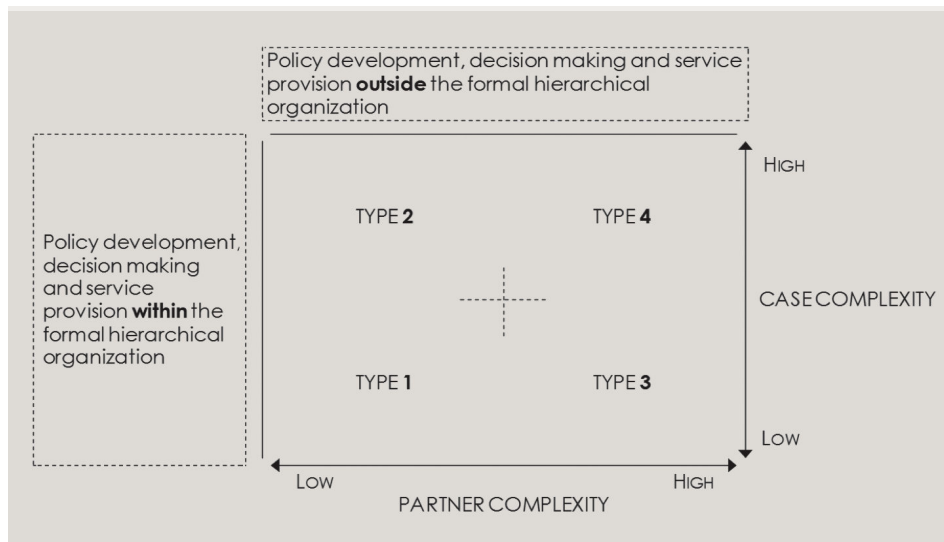 Policy development, decision making and service
provision outside the formal hierarchical
organization
HIGH
TYPE 2
TYPE 4
Policy development,
decision making
and service
provision within the
formal hierarchical
organization
CASE COMPLEXITY
TYPE 1
TYPE 3
LOW
LOW
HIGH
PARTNER COMPLEXITY